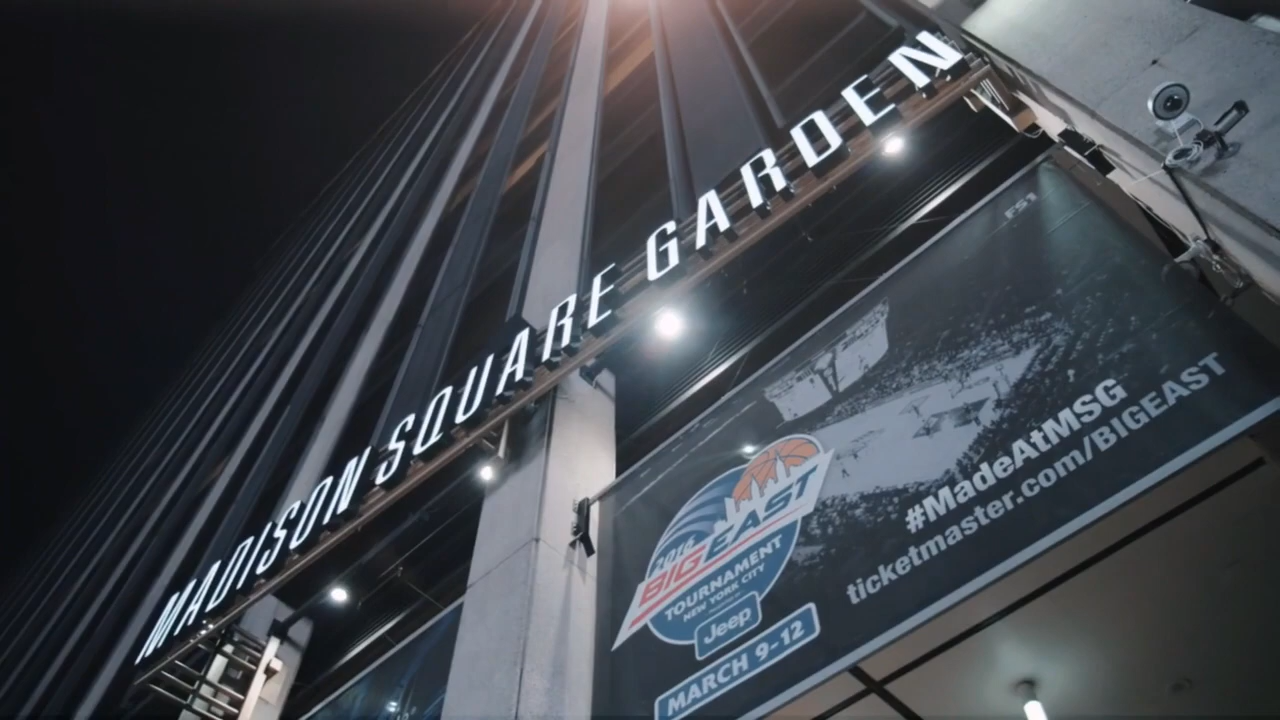 MADISON SQUARE GARDEN
FS1
#MadeAtMSG
ticketmaster.com/BIGEAST
2016
BIG EAST
TOURNAMENT
NEW YORK CITY
Jeep
MARCH 9-12